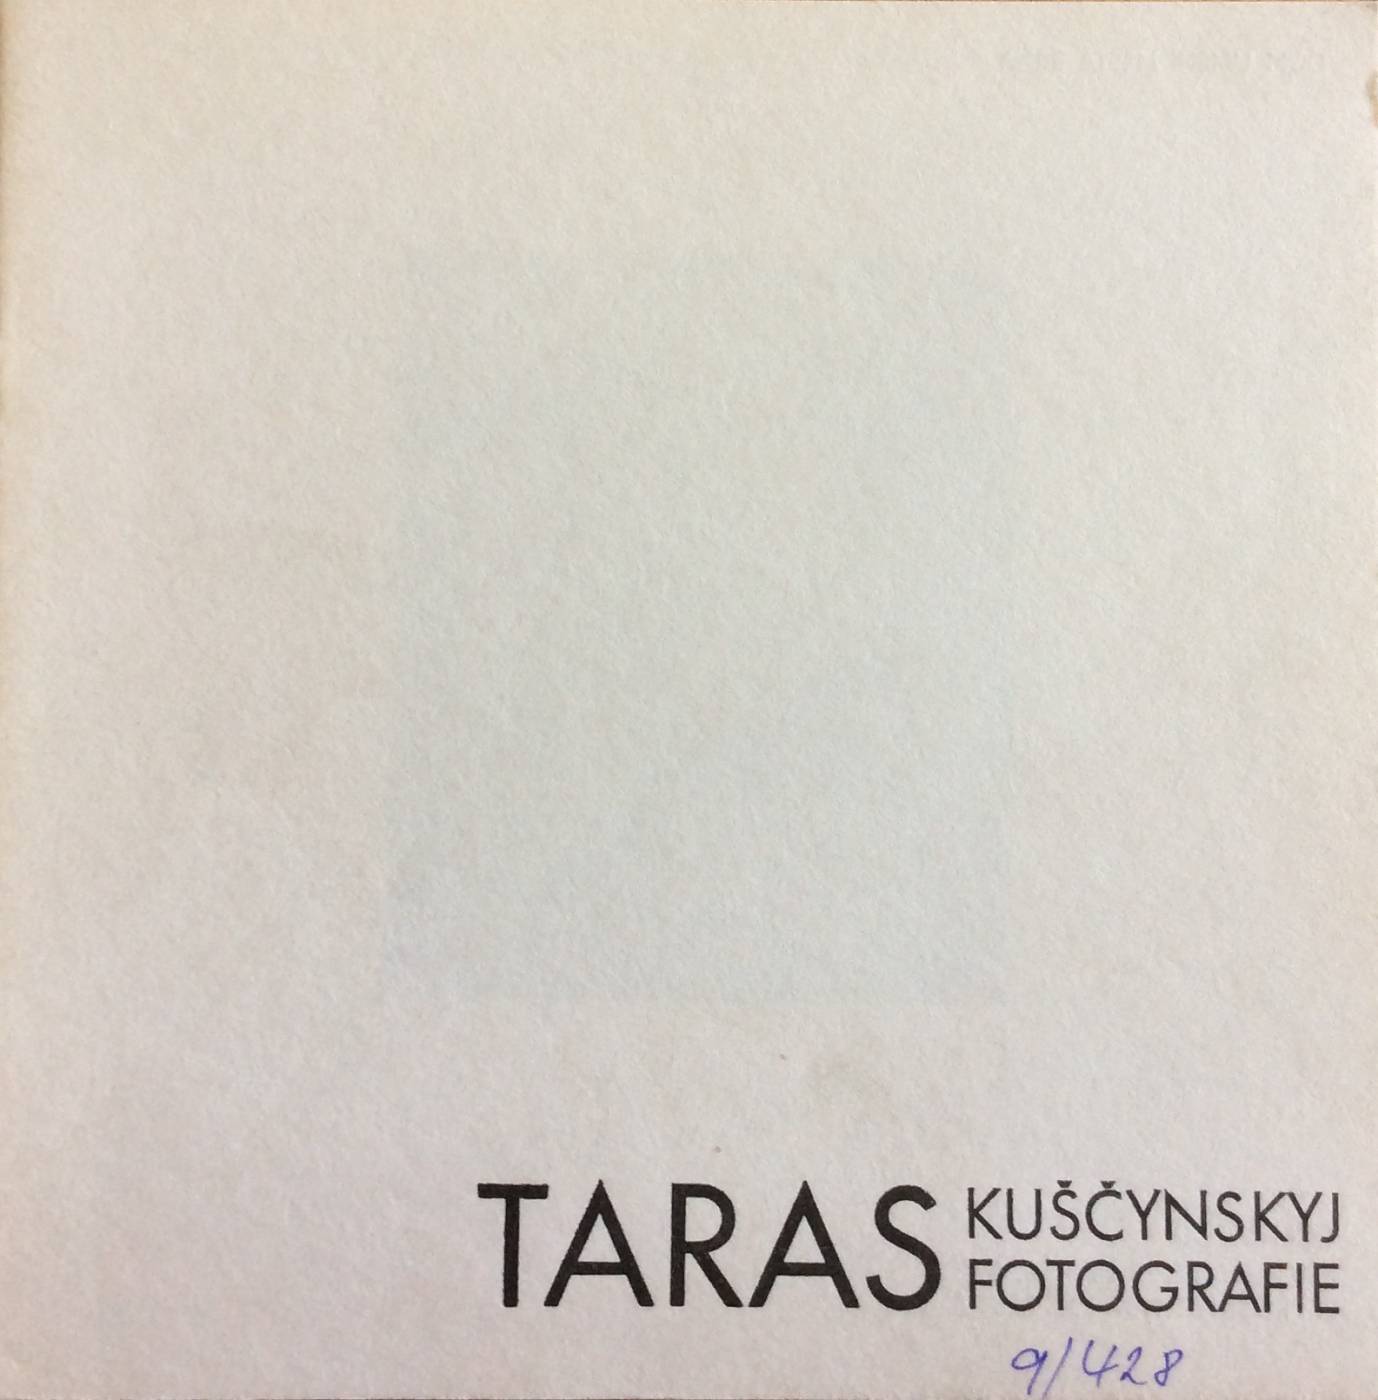 TARAS KUŠČYNSKYJ
FOTOGRAFIE
9/428